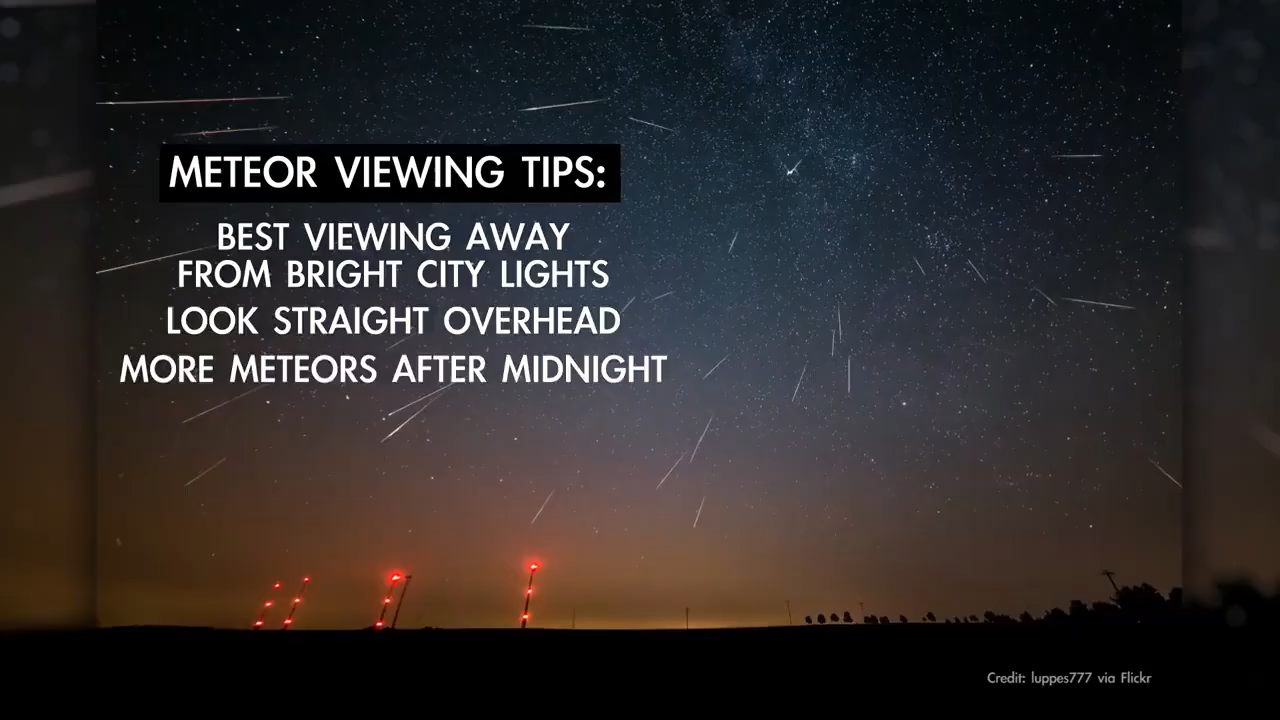 METEOR VIEWING TIPS:
BEST VIEWING AWAY
FROM BRIGHT CITY LIGHTS
LOOK STRAIGHT OVERHEAD
MORE METEORS AFTER MIDNIGHT
Credit: luppes777 via Flickr